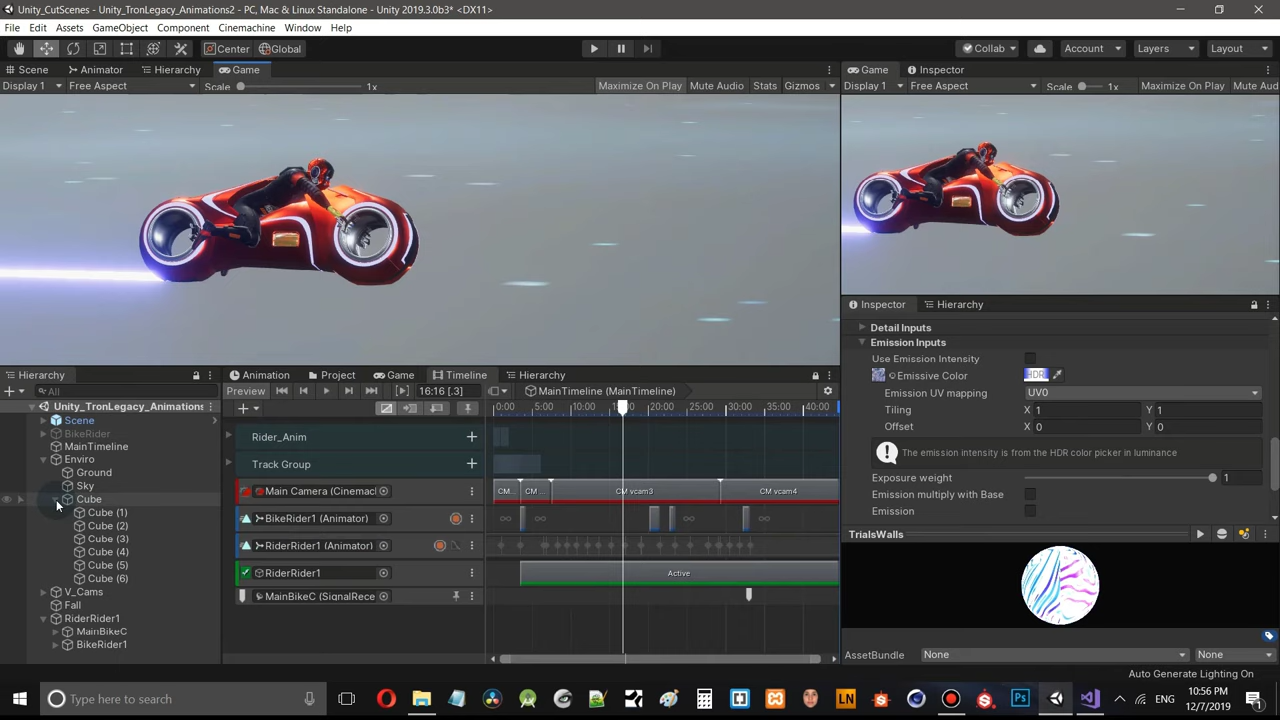 Unity_CutScenes - Unity_TronLegacy_Animations2 - PC, Mac & Linux Standalone - Unity 2019.3.0b3* <DX11>
File Edit Assets GameObject Component Cinemachine Window Help
Center Global Collab Account Layers Layout
Scene Animator Hierarchy Game
Display 1 Free Aspect Scale 1x Maximize On Play Mute Audio Stats Gizmos
Game Inspector
Display 1 Free Aspect Scale 1x Maximize On Play Mute Aud
Inspector Hierarchy
Detail Inputs
Emission Inputs
Use Emission Intensity
Emissive Color HDR
Emission UV mapping UV0
Tiling X 1 Y 1
Offset X 0 Y 0
The emission intensity is from the HDR color picker in luminance
Exposure weight 1
Emission multiply with Base
Emission
TrialsWalls
AssetBundle None None
Auto Generate Lighting On
Hierarchy
All
Unity_TronLegacy_Animations
Scene
BikeRider
MainTimeline
Enviro
Ground
Sky
Cube
Cube (1)
Cube (2)
Cube (3)
Cube (4)
Cube (5)
Cube (6)
V_Cams
Fall
RiderRider1
MainBikeC
BikeRider1
Animation Project Game Timeline Hierarchy
Preview 16:16 [.3] MainTimeline (MainTimeline)
0:00 5:00 20:00 25:00 30:00 35:00 40:00
Rider_Anim
Track Group
Main Camera (Cinemacl CM... CM ... CM vcam3 CM vcam4
BikeRider1 (Animator)
RiderRider1 (Animator)
RiderRider1 Active
MainBikeC (SignalRece
Type here to search
ENG
10:56 PM
12/7/2019